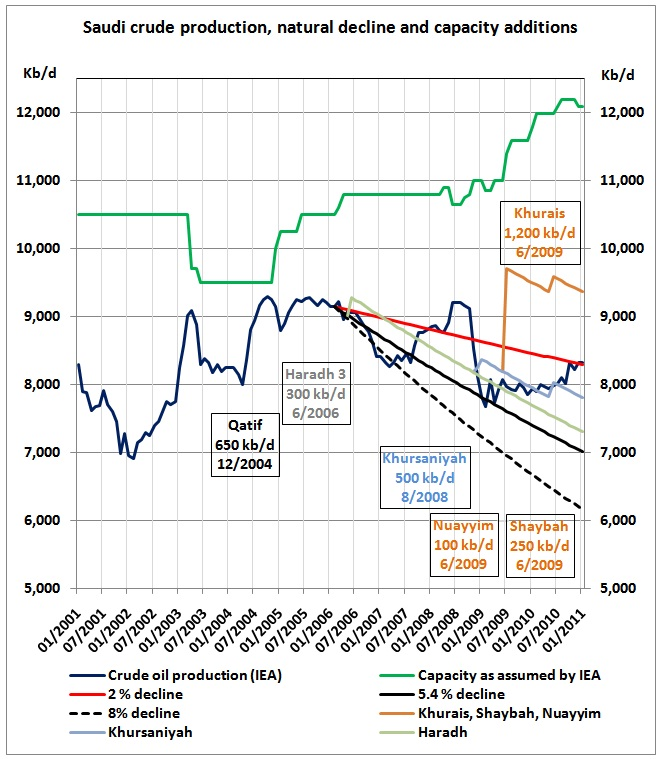 Saudi crude production, natural decline and capacity additions
Kb/d
Kb/d
12,000
11,000
10,000
9,000
8,000
7,000
6,000
5,000
12,000
11,000
10,000
9,000
8,000
7,000
6,000
5,000
Khurais
1,200 kb/d
6/2009
Haradh 3
300 kb/d
6/2006
Qatif
650 kb/d
12/2004
Khursaniyah
500 kb/d
8/2008
Nuayyim
100 kb/d
6/2009
Shaybah
250 kb/d
6/2009
01/2001
07/2001
01/2002
07/2002
01/2003
07/2003
01/2004
07/2004
01/2005
07/2005
01/2006
07/2006
01/2007
07/2007
01/2008
07/2008
01/2009
07/2009
01/2010
07/2010
01/2011
Crude oil production (IEA)
Capacity as assumed by IEA
2 % decline
5.4 % decline
8% decline
Khurais, Shaybah, Nuayyim
Khursaniyah
Haradh